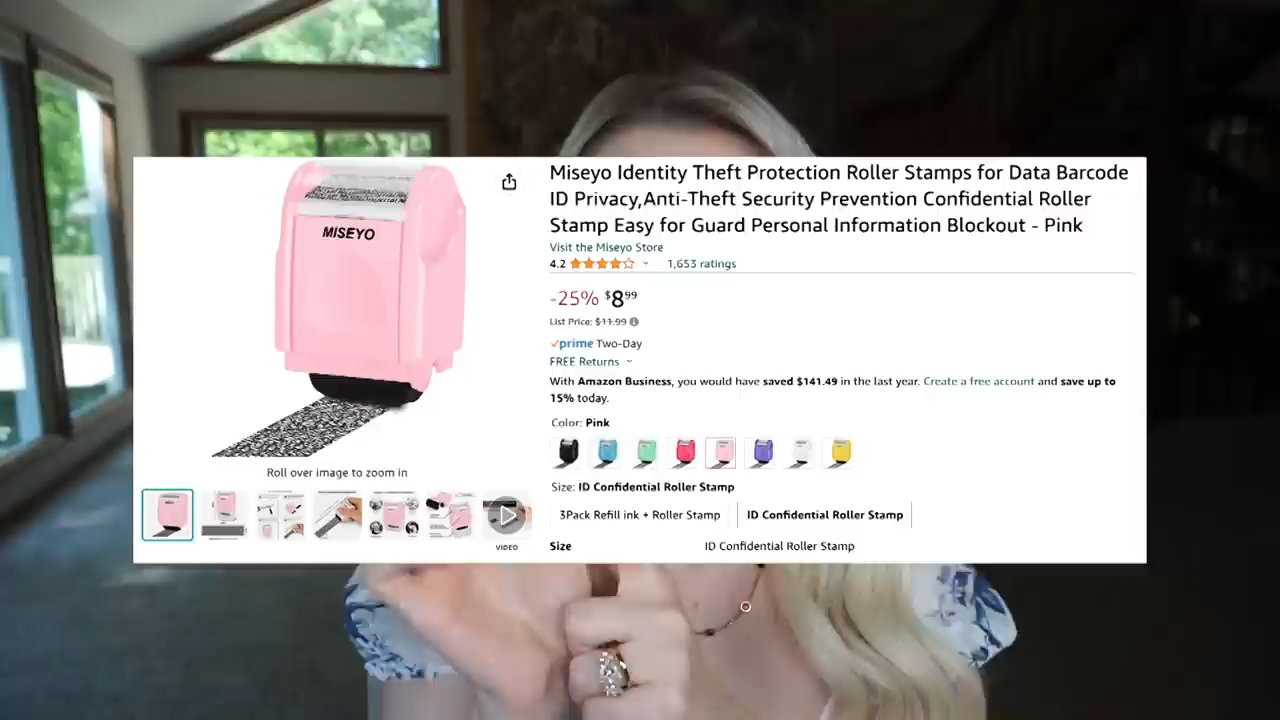 MISEYO
Roll over image to zoom in
VIDEO
Miseyo Identity Theft Protection Roller Stamps for Data Barcode
ID Privacy,Anti-Theft Security Prevention Confidential Roller
Stamp Easy for Guard Personal Information Blockout - Pink
Visit the Miseyo Store
4.2 1,653 ratings
-25% $899
List Price: $11.99
prime Two-Day
FREE Returns
With Amazon Business, you would have saved $141.49 in the last year. Create a free account and save up to
15% today.
Color: Pink
Size: ID Confidential Roller Stamp
3Pack Refill ink + Roller Stamp ID Confidential Roller Stamp
Size ID Confidential Roller Stamp